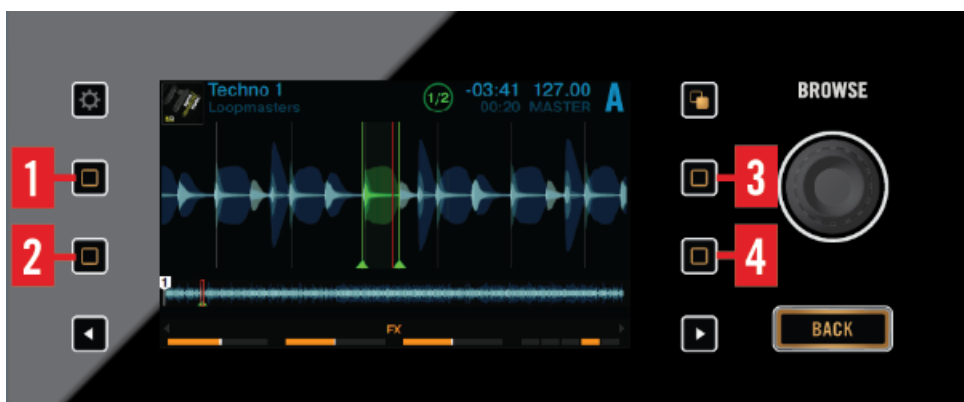 Techno 1
Loopmasters
1/2
-03:41 127.00
00:20 MASTER
A
BROWSE
1
2
3
4
1
FX
BACK